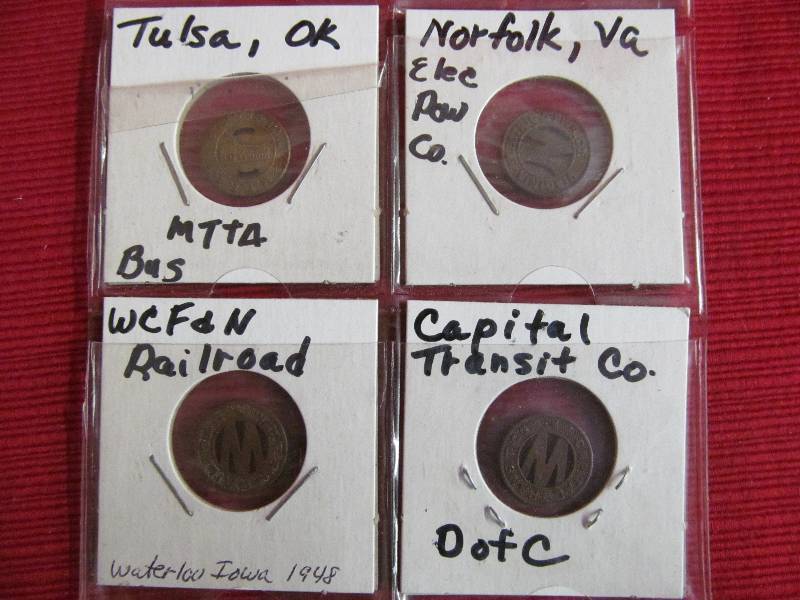 Tulsa, OK
MTTA
Bus
Norfolk, Va
Elec
Pow
Co.
WCF&N
Railroad
Waterloo Iowa 1948
Capital
Transit Co.
D of C